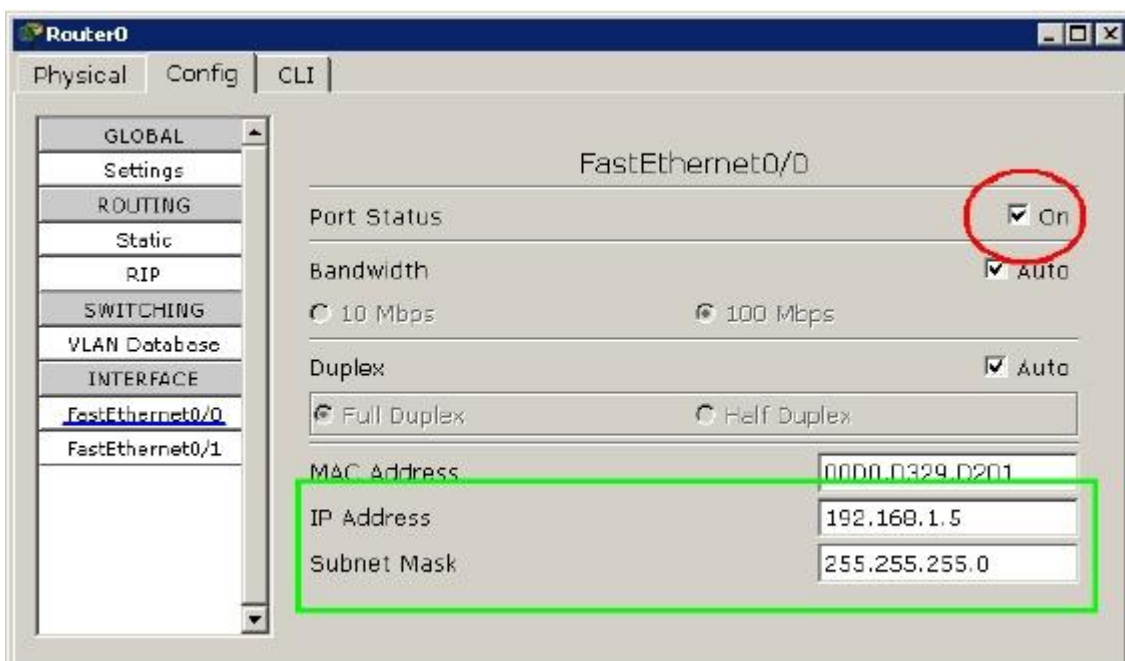 Router0
Physical Config CLI
GLOBAL
Settings
ROUTING
Static
RIP
SWITCHING
VLAN Database
INTERFACE
FastEthernet0/0
FastEthernet0/1
FastEthernet0/0
Port Status On
Bandwidth Auto
10 Mbps 100 Mbps
Duplex Auto
Full Duplex Half Duplex
MAC Address 00D0.D329.D201
IP Address 192.168.1.5
Subnet Mask 255.255.255.0